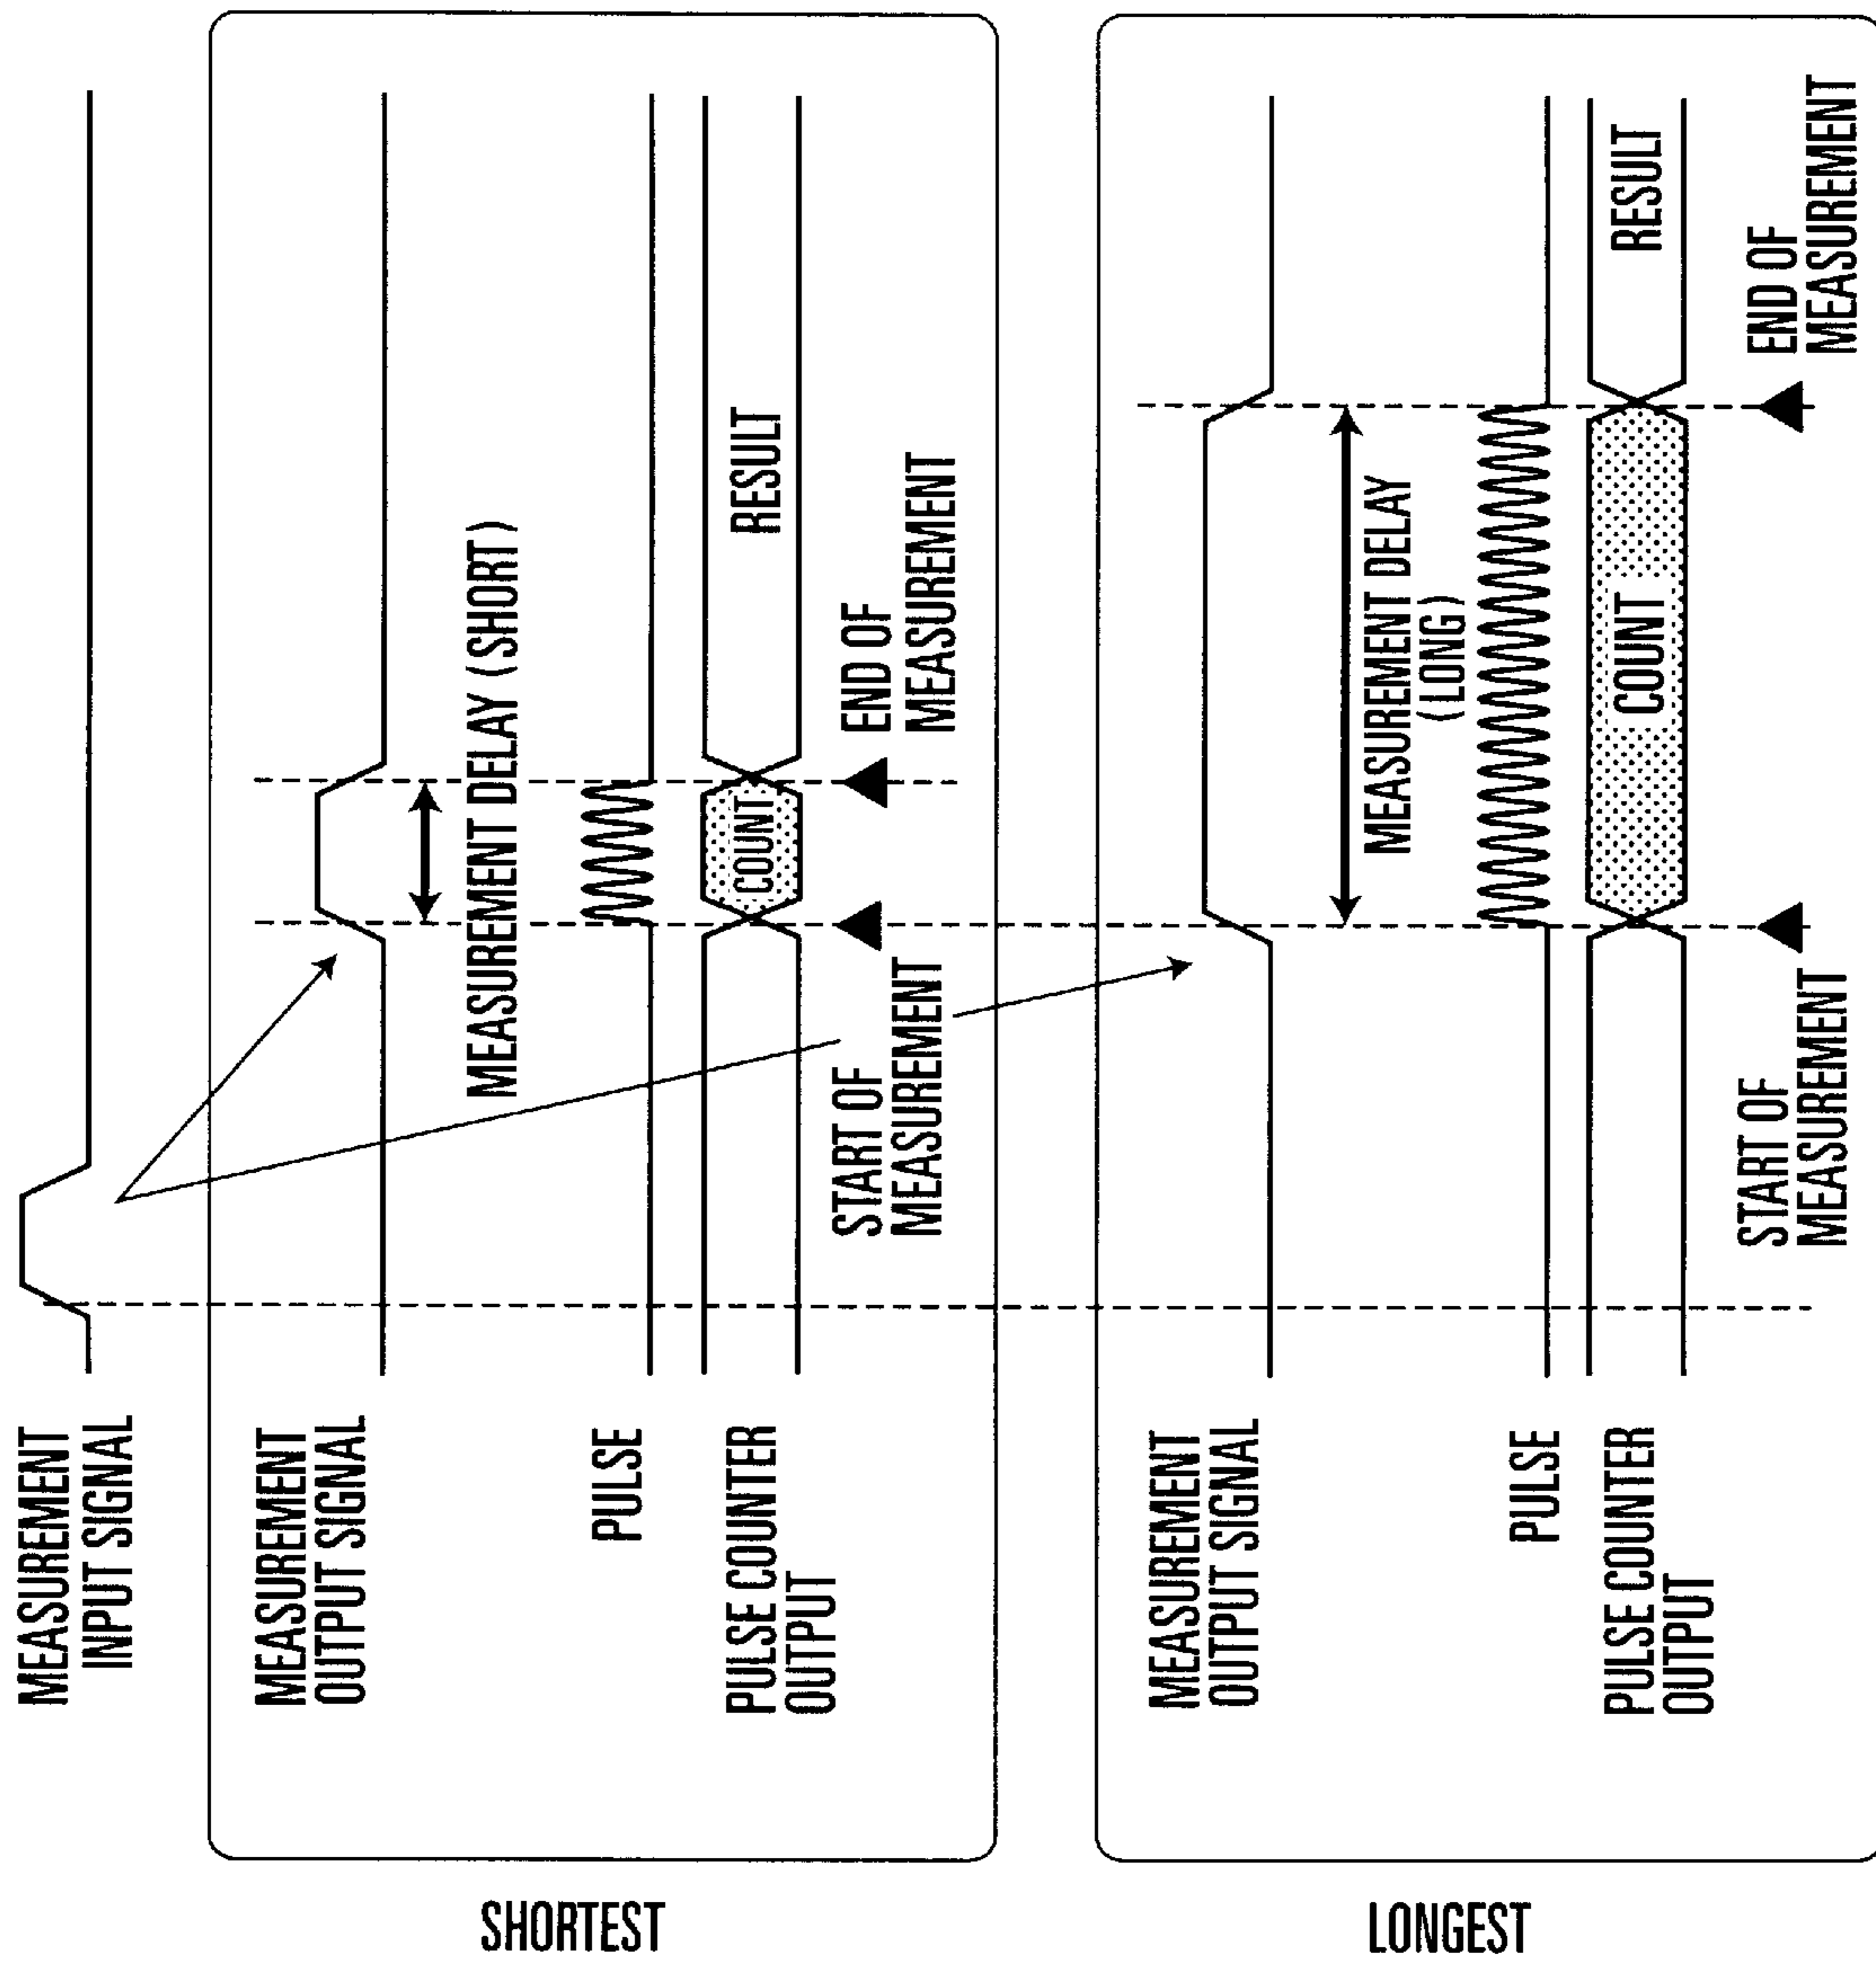 MEASUREMENT
INPUT SIGNAL
SHORTEST
MEASUREMENT
OUTPUT SIGNAL
MEASUREMENT DELAY (SHORT)
PULSE
PULSE COUNTER
OUTPUT
COUNT
RESULT
START OF
MEASUREMENT
END OF
MEASUREMENT
LONGEST
MEASUREMENT
OUTPUT SIGNAL
MEASUREMENT DELAY
(LONG)
PULSE
PULSE COUNTER
OUTPUT
COUNT
RESULT
START OF
MEASUREMENT
END OF
MEASUREMENT